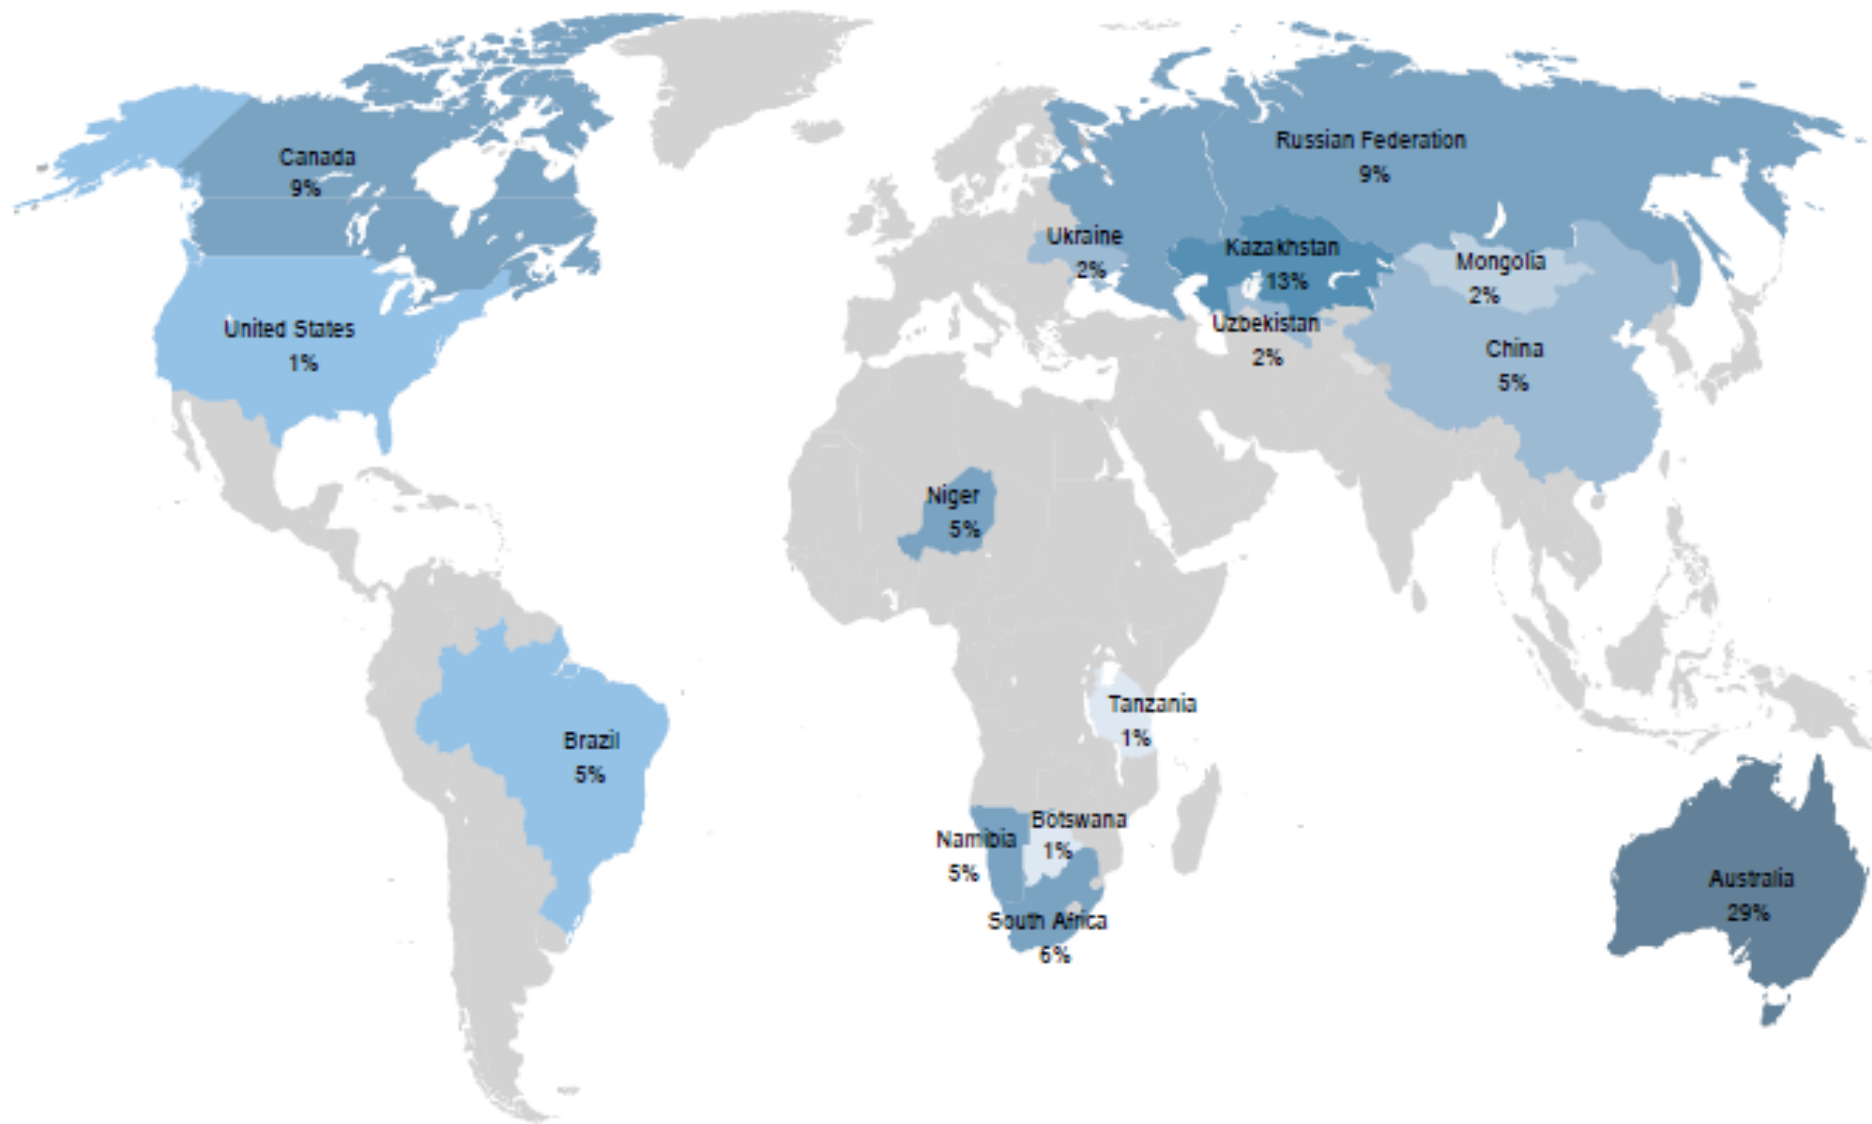 Canada
9%
Russian Federation
9%
Ukraine
2%
Kazakhstan
13%
Mongolia
2%
United States
1%
Uzbekistan
2%
China
5%
Niger
5%
Tanzania
1%
Brazil
5%
Namibia
5%
Botswana
1%
South Africa
6%
Australia
29%